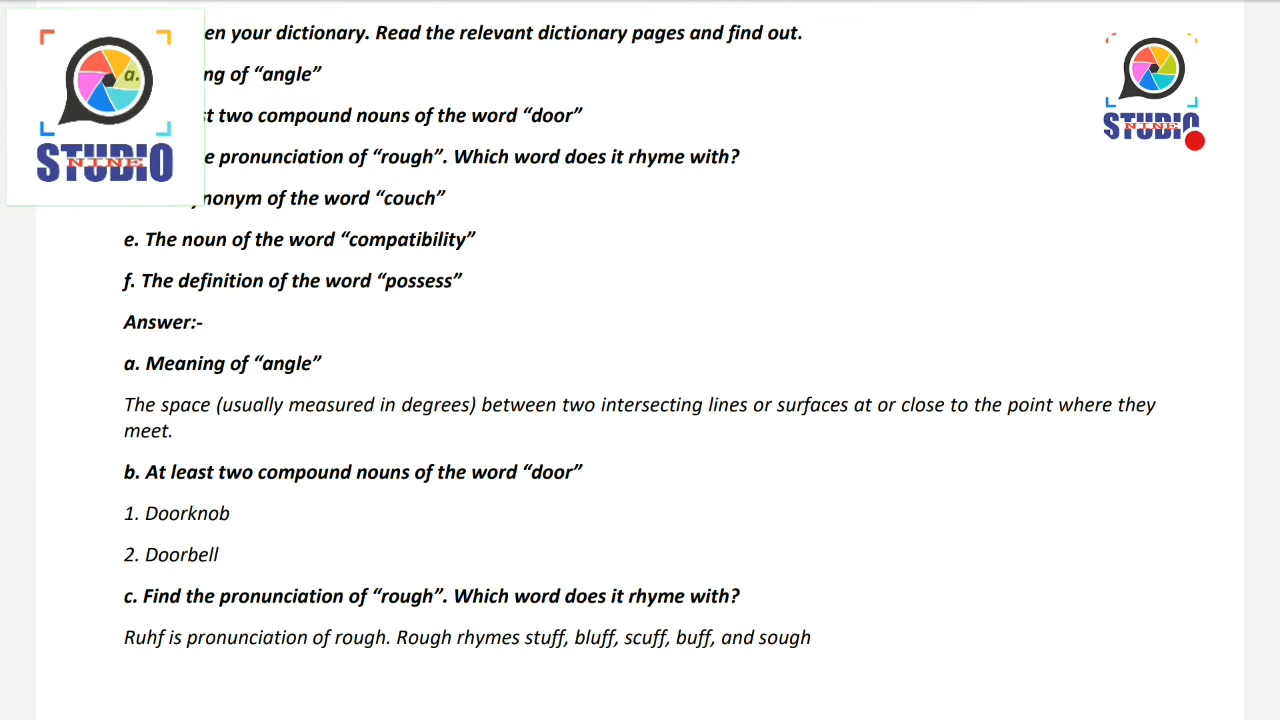 en your dictionary. Read the relevant dictionary pages and find out.
a.
ng of “angle”
st two compound nouns of the word “door”
e pronunciation of “rough”. Which word does it rhyme with?
nonym of the word “couch”
e. The noun of the word “compatibility”
f. The definition of the word “possess”
Answer:-
a. Meaning of “angle”
The space (usually measured in degrees) between two intersecting lines or surfaces at or close to the point where they
meet.
b. At least two compound nouns of the word “door”
1. Doorknob
2. Doorbell
c. Find the pronunciation of “rough”. Which word does it rhyme with?
Ruhf is pronunciation of rough. Rough rhymes stuff, bluff, scuff, buff, and sough
STUDIO
NINE
STUDIO
NINE